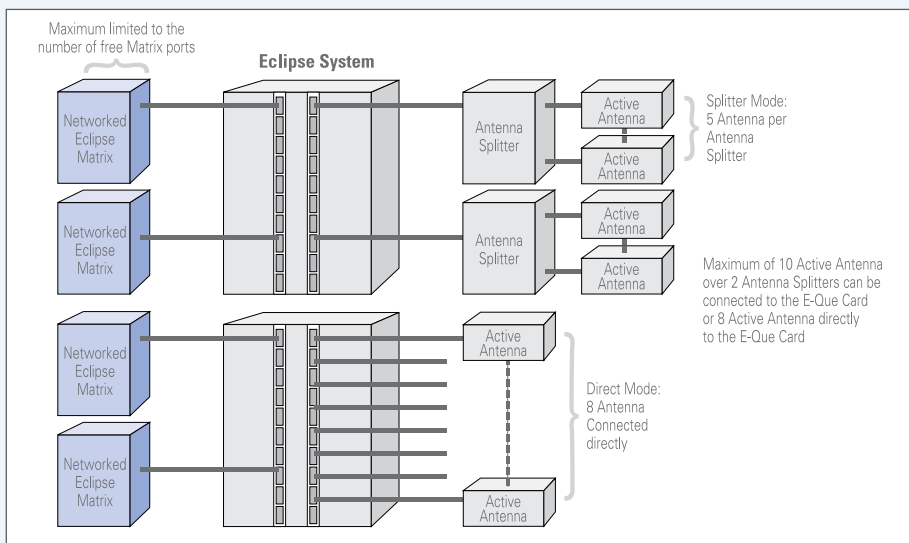 Maximum limited to the
number of free Matrix ports
Eclipse System
Networked
Eclipse
Matrix
Antenna
Splitter
Active
Antenna
Active
Antenna
Splitter Mode:
5 Antenna per
Antenna
Splitter
Networked
Eclipse
Matrix
Antenna
Splitter
Active
Antenna
Active
Antenna
Maximum of 10 Active Antenna
over 2 Antenna Splitters can be
connected to the E-Que Card
or 8 Active Antenna directly
to the E-Que Card
Networked
Eclipse
Matrix
Active
Antenna
Direct Mode:
8 Antenna
Connected
directly
Networked
Eclipse
Matrix
Active
Antenna